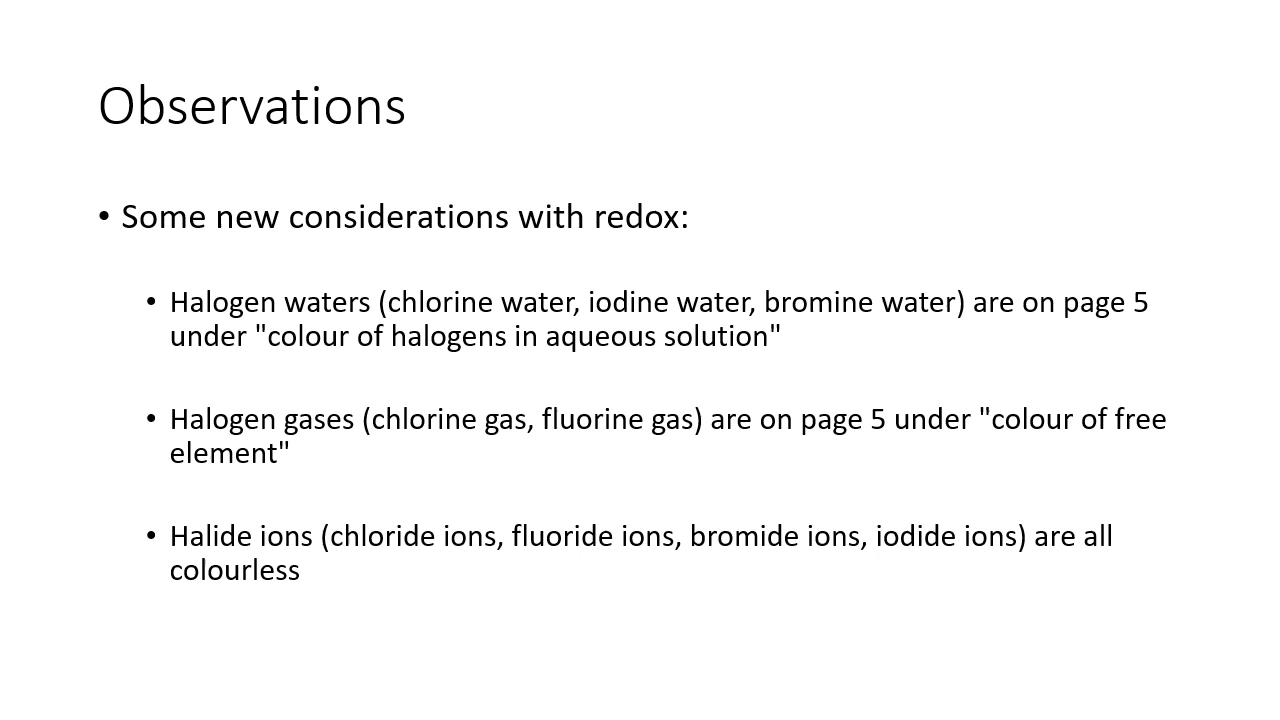 Observations
• Some new considerations with redox:
• Halogen waters (chlorine water, iodine water, bromine water) are on page 5
under "colour of halogens in aqueous solution"
• Halogen gases (chlorine gas, fluorine gas) are on page 5 under "colour of free
element"
• Halide ions (chloride ions, fluoride ions, bromide ions, iodide ions) are all
colourless